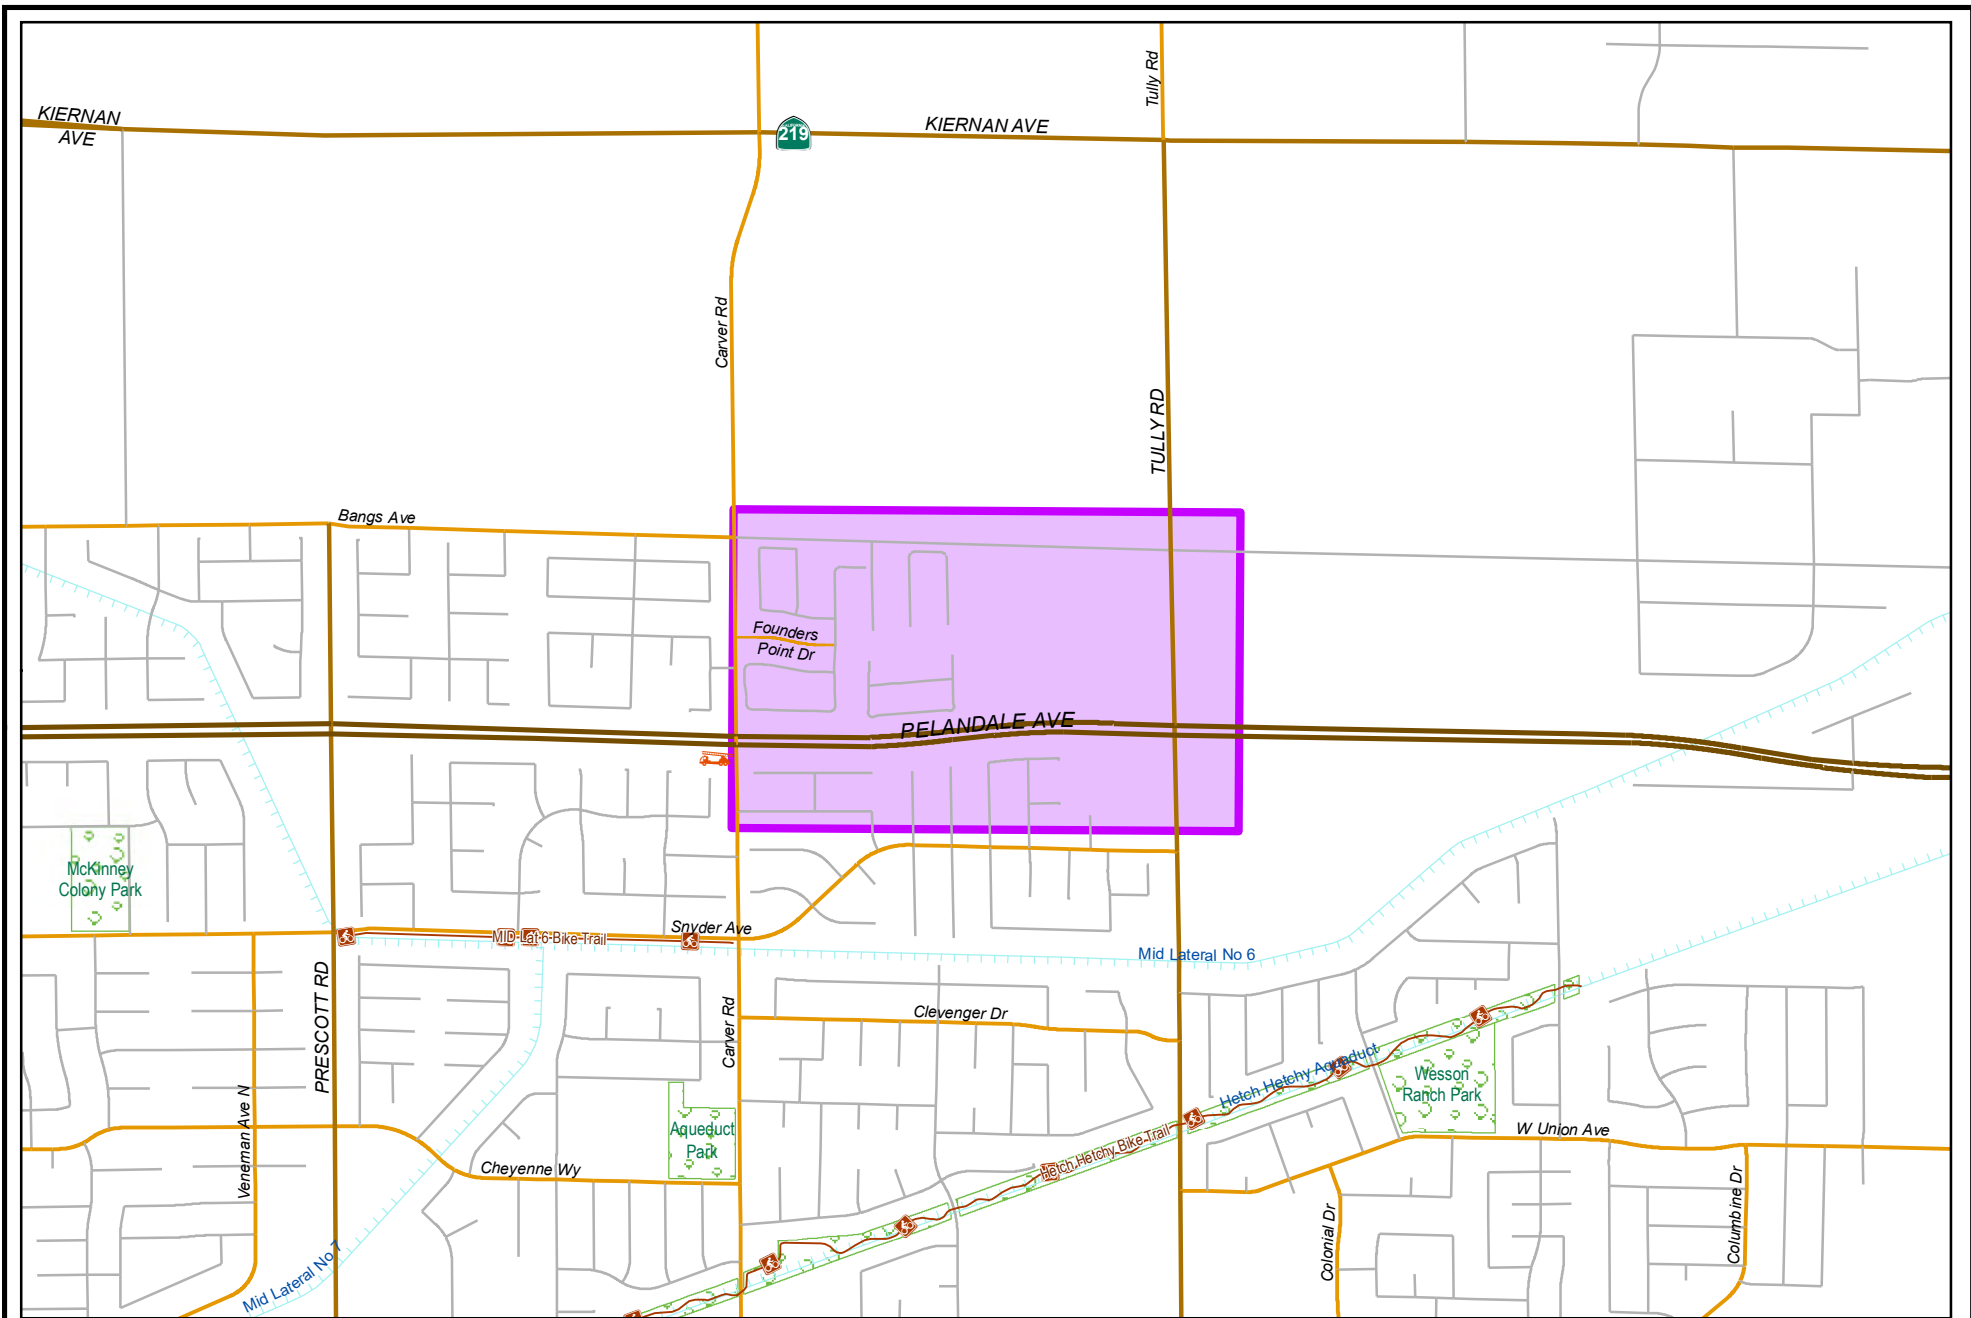 Tully Rd
KIERNAN
AVE
219
KIERNAN AVE
Carver Rd
TULLY RD
Bangs Ave
Founders
Point Dr
PELANDALE AVE
McKinney
Colony Park
Snyder Ave
MID Lat 6 Bike Trail
Mid Lateral No 6
PRESCOTT RD
Carver Rd
Clevenger Dr
Hetch Hetchy Aquaduct
Wesson
Ranch Park
Veneman Ave N
Aqueduct
Park
Hetch Hetchy Bike Trail
W Union Ave
Cheyenne Wy
Colonial Dr
Columbine Dr
Mid Lateral No 7